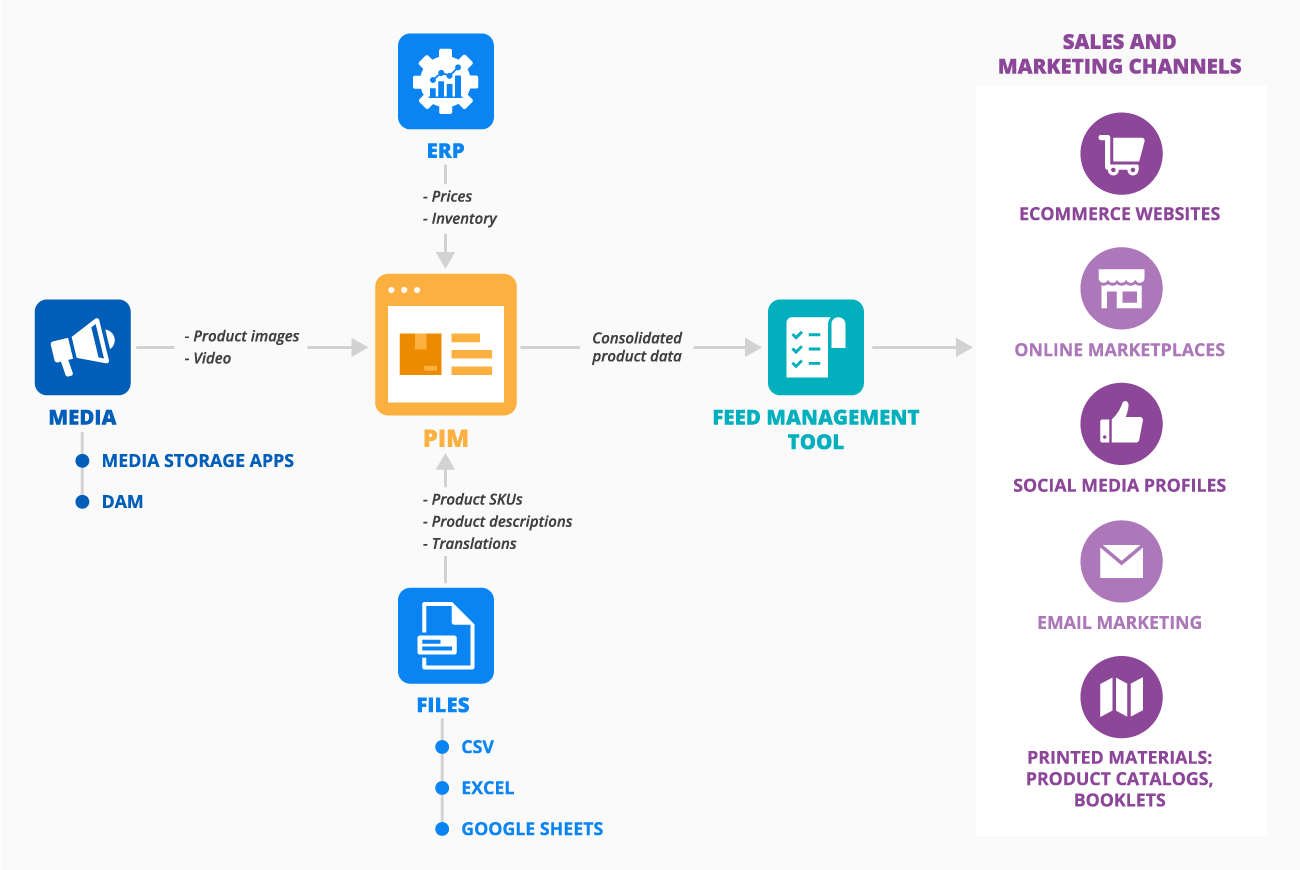 ERP
- Prices
- Inventory
- Product images
- Video
MEDIA
MEDIA STORAGE APPS
DAM
PIM
- Product SKUs
- Product descriptions
- Translations
FILES
CSV
EXCEL
GOOGLE SHEETS
Consolidated
product data
FEED MANAGEMENT
TOOL
SALES AND
MARKETING CHANNELS
ECOMMERCE WEBSITES
ONLINE MARKETPLACES
SOCIAL MEDIA PROFILES
EMAIL MARKETING
PRINTED MATERIALS:
PRODUCT CATALOGS,
BOOKLETS